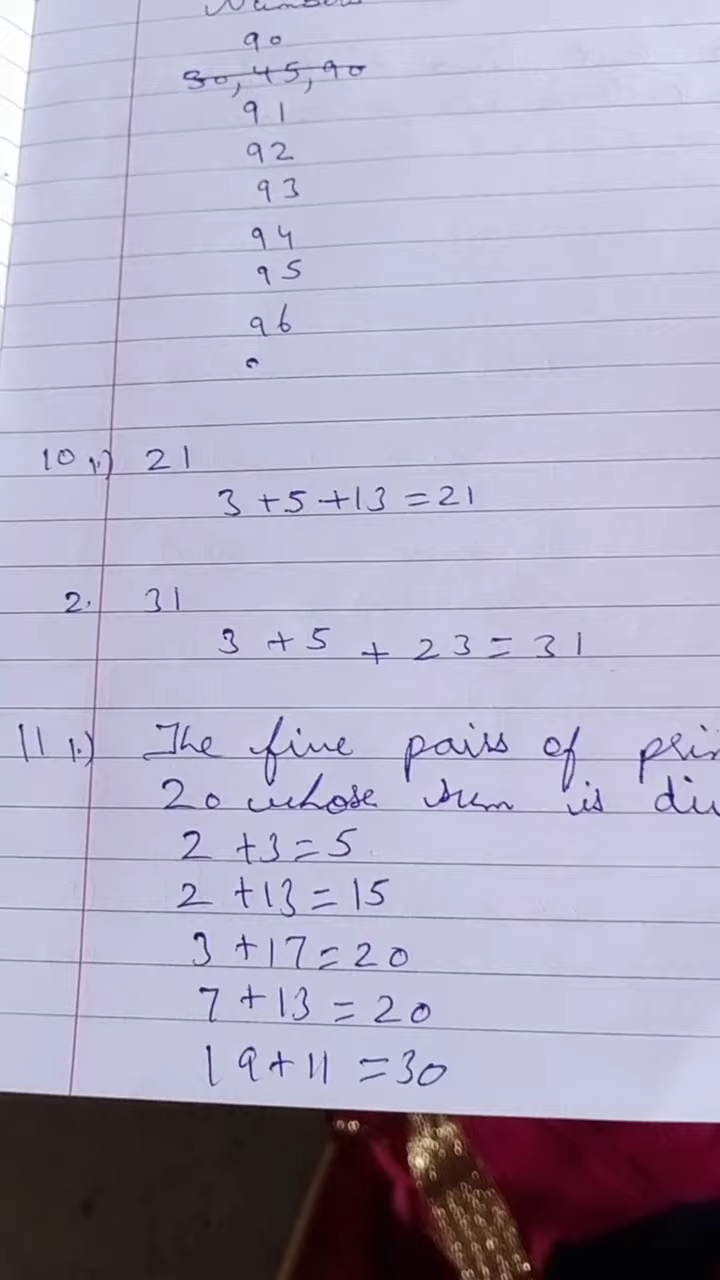 Numbers
90
30, 45, 90
91
92
93
94
95
96
10 1.) 21
3 + 5 + 13 = 21
2. 31
3 + 5 + 23 = 31
11 1.) The five pairs of
20 whose sum is
2 + 3 = 5
2 + 13 = 15
3 + 17 = 20
7 + 13 = 20
19 + 11 = 30